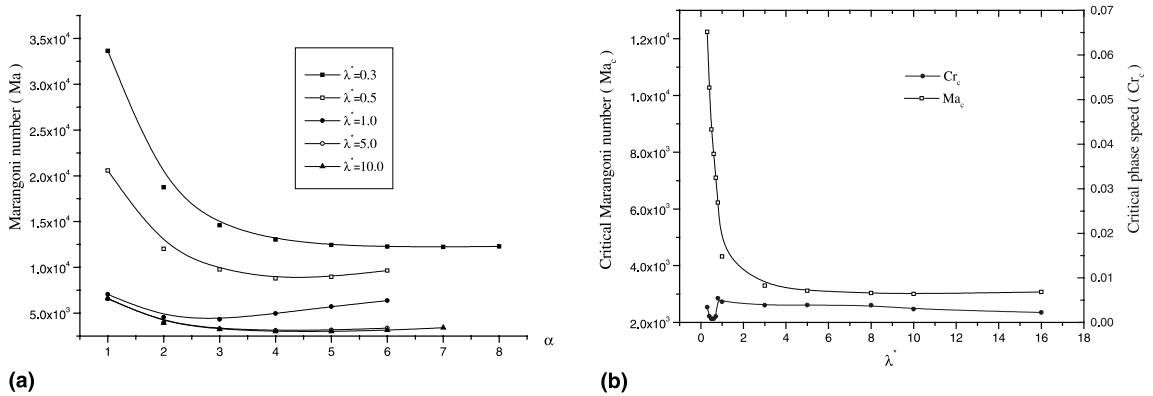 Marangoni number ( Ma )
3.5x10⁴
3.0x10⁴
2.5x10⁴
2.0x10⁴
1.5x10⁴
1.0x10⁴
5.0x10³
1 2 3 4 5 6 7 8
α
λ*=0.3
λ*=0.5
λ*=1.0
λ*=5.0
λ*=10.0
(a)
Critical Marangoni number ( Ma_c )
1.2x10⁴
1.0x10⁴
8.0x10³
6.0x10³
4.0x10³
2.0x10³
0 2 4 6 8 10 12 14 16 18
λ*
Cr_c
Ma_c
0.07
0.06
0.05
0.04
0.03
0.02
0.01
0.00
Critical phase speed ( Cr_c )
(b)